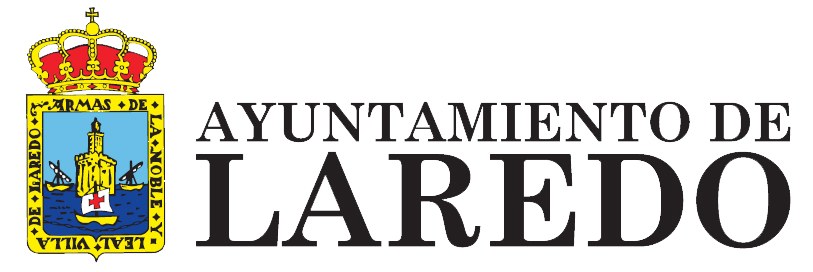 ARMAS DE LA NOBLE Y LEAL VILLA DE LAREDO
AYUNTAMIENTO DE
LAREDO